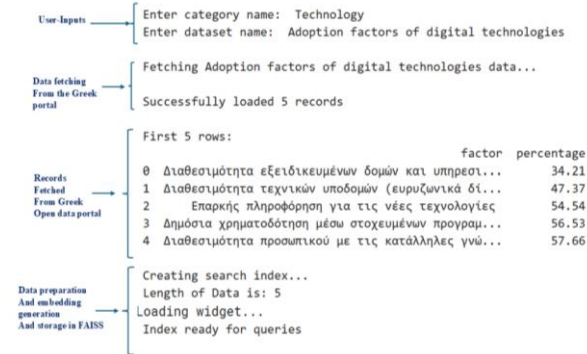 User-Inputs
Enter category name: Technology
Enter dataset name: Adoption factors of digital technologies
Data fetching
From the Greek
portal
Fetching Adoption factors of digital technologies data...
Successfully loaded 5 records
Records
Fetched
From Greek
Open data portal
First 5 rows:
factor percentage
0 Διαθεσιμότητα εξειδικευμένων δομών και υπηρεσι... 34.21
1 Διαθεσιμότητα τεχνικών υποδομών (ευρυζωνικά δί... 47.37
2 Επαρκής πληροφόρηση για τις νέες τεχνολογίες 54.54
3 Δημόσια χρηματοδότηση μέσω στοχευμένων προγραμ... 56.53
4 Διαθεσιμότητα προσωπικού με τις κατάλληλες γνώ... 57.66
Data preparation
And embedding
generation
And storage in FAISS
Creating search index...
Length of Data is: 5
Loading widget...
Index ready for queries